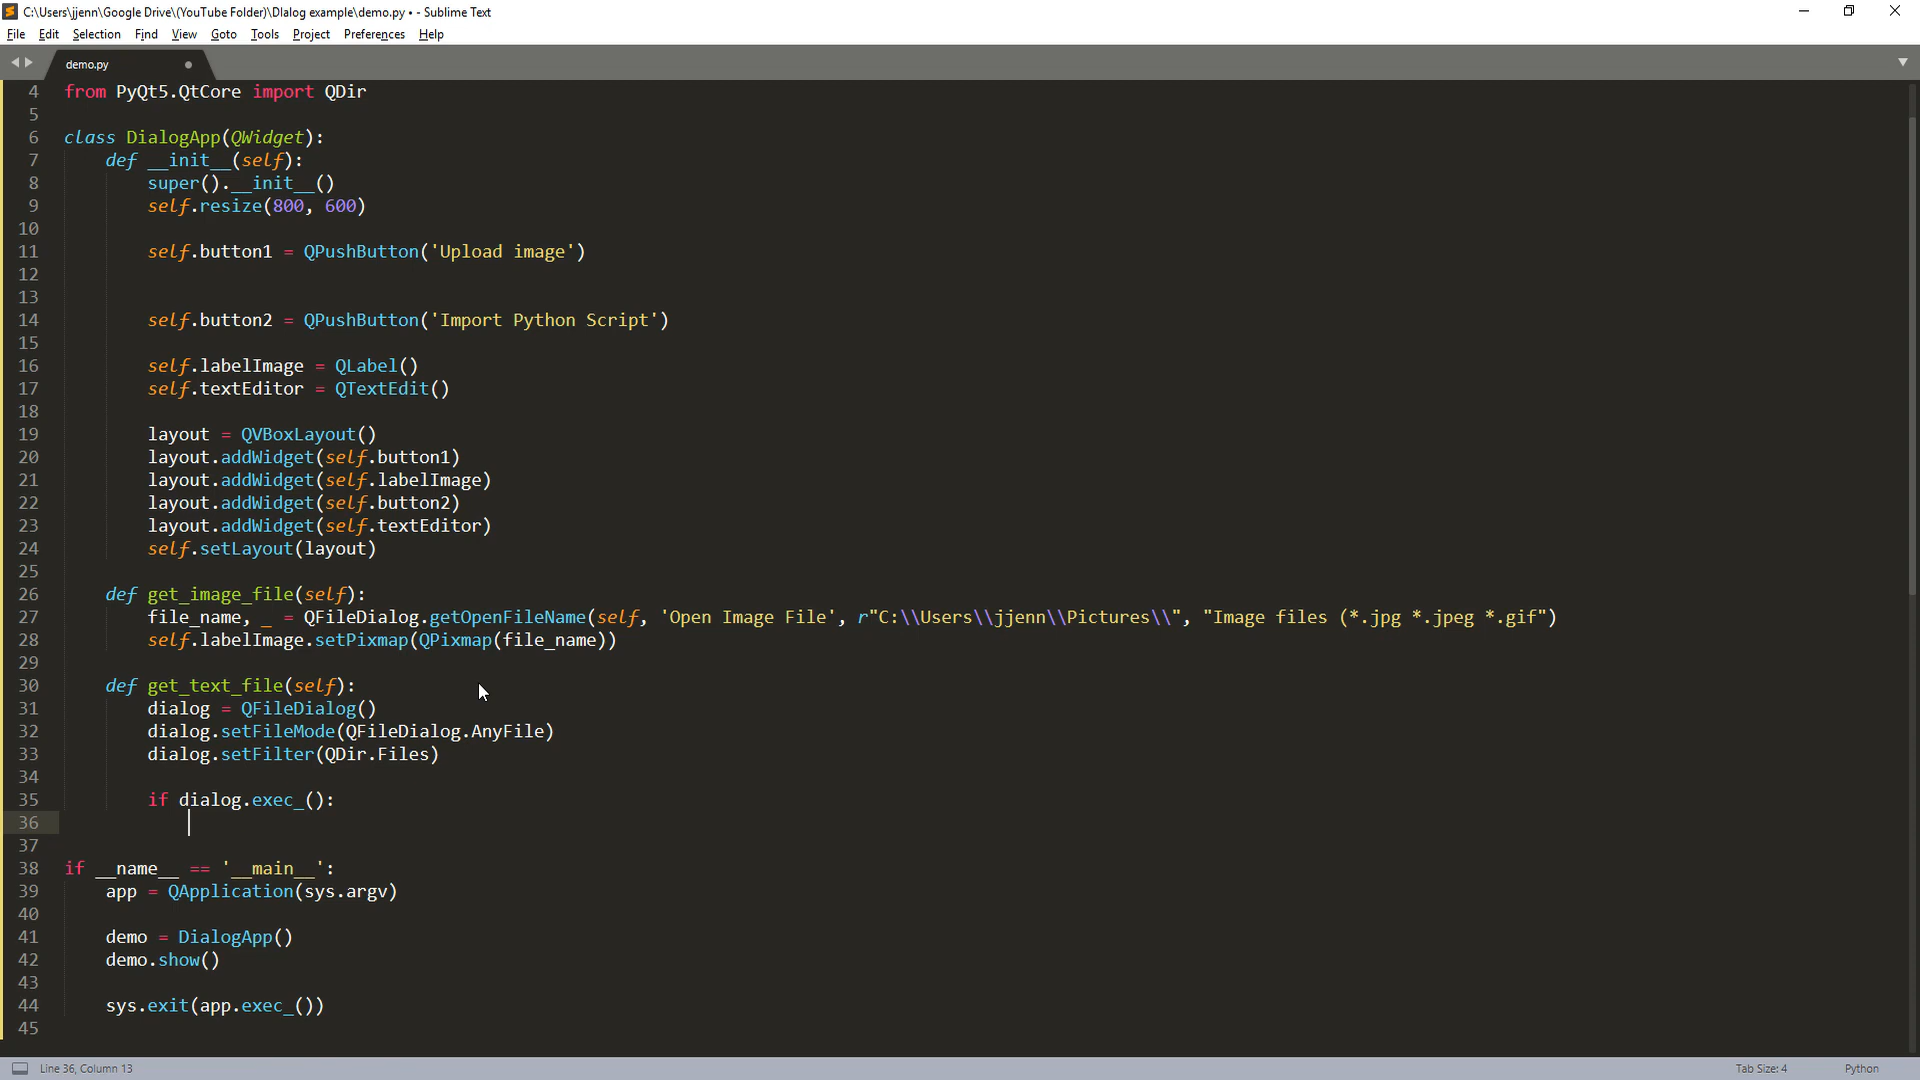 C:\Users\jjenn\Google Drive\(YouTube Folder)\DIalog example\demo.py • - Sublime Text
File Edit Selection Find View Goto Tools Project Preferences Help
demo.py
4 from PyQt5.QtCore import QDir
5
6 class DialogApp(QWidget):
7 def __init__(self):
8 super().__init__()
9 self.resize(800, 600)
10
11 self.button1 = QPushButton('Upload image')
12
13
14 self.button2 = QPushButton('Import Python Script')
15
16 self.labelImage = QLabel()
17 self.textEditor = QTextEdit()
18
19 layout = QVBoxLayout()
20 layout.addWidget(self.button1)
21 layout.addWidget(self.labelImage)
22 layout.addWidget(self.button2)
23 layout.addWidget(self.textEditor)
24 self.setLayout(layout)
25
26 def get_image_file(self):
27 file_name, _ = QFileDialog.getOpenFileName(self, 'Open Image File', r"C:\\Users\\jjenn\\Pictures\\", "Image files (*.jpg *.jpeg *.gif")
28 self.labelImage.setPixmap(QPixmap(file_name))
29
30 def get_text_file(self):
31 dialog = QFileDialog()
32 dialog.setFileMode(QFileDialog.AnyFile)
33 dialog.setFilter(QDir.Files)
34
35 if dialog.exec_():
36
37
38 if __name__ == '__main__':
39 app = QApplication(sys.argv)
40
41 demo = DialogApp()
42 demo.show()
43
44 sys.exit(app.exec_())
45
Line 36, Column 13 Tab Size: 4 Python